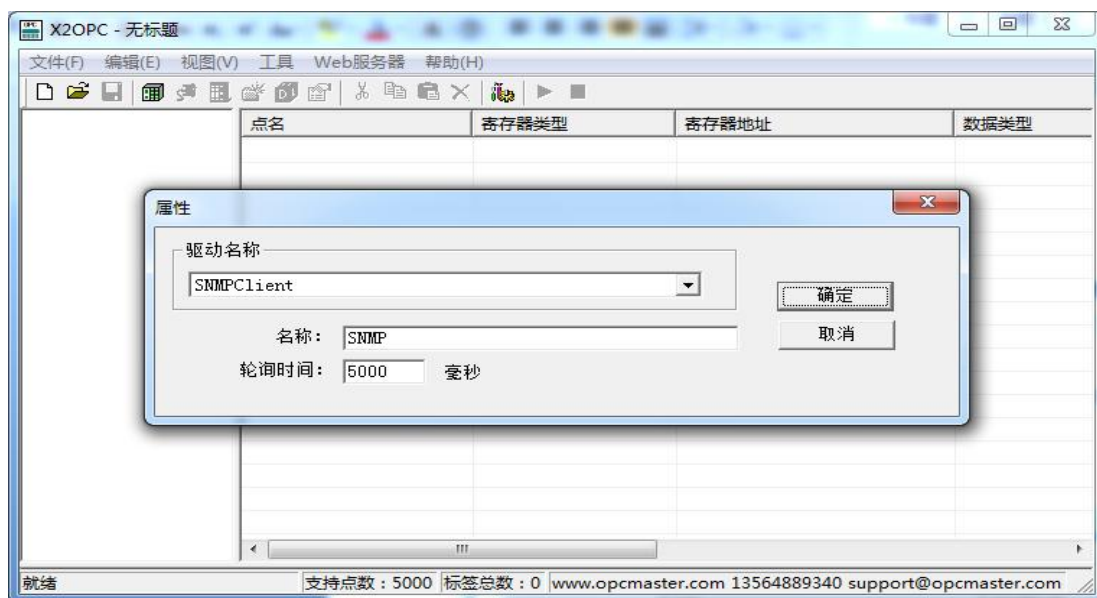 X2OPC - 无标题
文件(F) 编辑(E) 视图(V) 工具 Web服务器 帮助(H)
点名 寄存器类型 寄存器地址 数据类型
属性
驱动名称
SNMPClient
确定
名称: SNMP
取消
轮询时间: 5000 毫秒
就绪 支持点数：5000 标签总数：0 www.opcmaster.com 13564889340 support@opcmaster.com